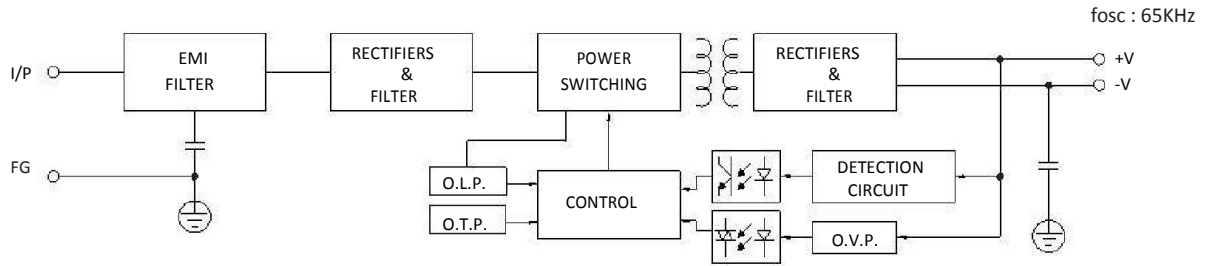 fosc : 65KHz
I/P
EMI
FILTER
RECTIFIERS
&
FILTER
POWER
SWITCHING
RECTIFIERS
&
FILTER
+V
-V
FG
O.L.P.
O.T.P.
CONTROL
DETECTION
CIRCUIT
O.V.P.